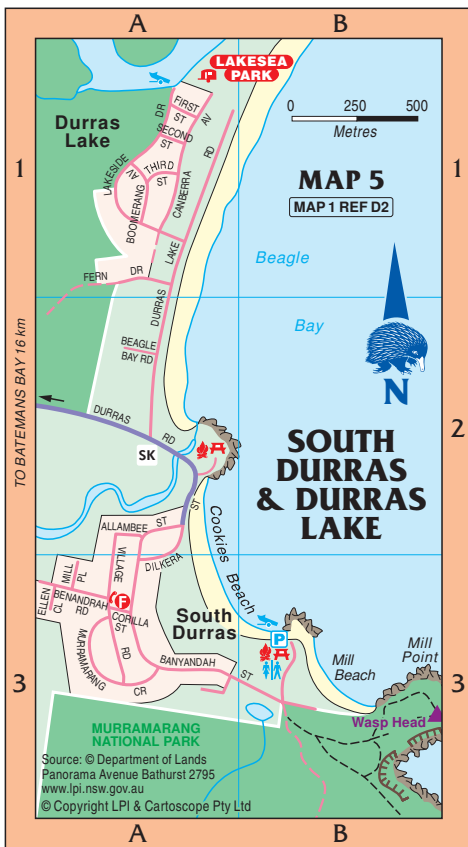 A
B
LAKESEA
PARK
0 250 500
Metres
MAP 5
MAP 1 REF D2
Durras
Lake
1
1
FIRST
ST
SECOND
ST
THIRD
ST
DR
LAKESIDE
AV
BOOMERANG
CANBERRA
AV
RD
LAKE
DURRAS
FERN DR
Beagle
Bay
N
BEAGLE
BAY RD
TO BATEMANS BAY 16 km
DURRAS RD
SK
2
2
SOUTH
DURRAS
& DURRAS
LAKE
ST
ALLAMBEE ST
DILKERA
VILLAGE
RD
MILL PL
ELLEN CL
BENANDRAH
RD
F
CORILLA
ST
MURRAMARANG
CR
BANYANDAH ST
South
Durras
Cookies Beach
P
Mill
Beach
Mill
Point
Wasp Head
3
3
MURRAMARANG
NATIONAL PARK
Source: © Department of Lands
Panorama Avenue Bathurst 2795
www.lpi.nsw.gov.au
© Copyright LPI & Cartoscope Pty Ltd
A
B